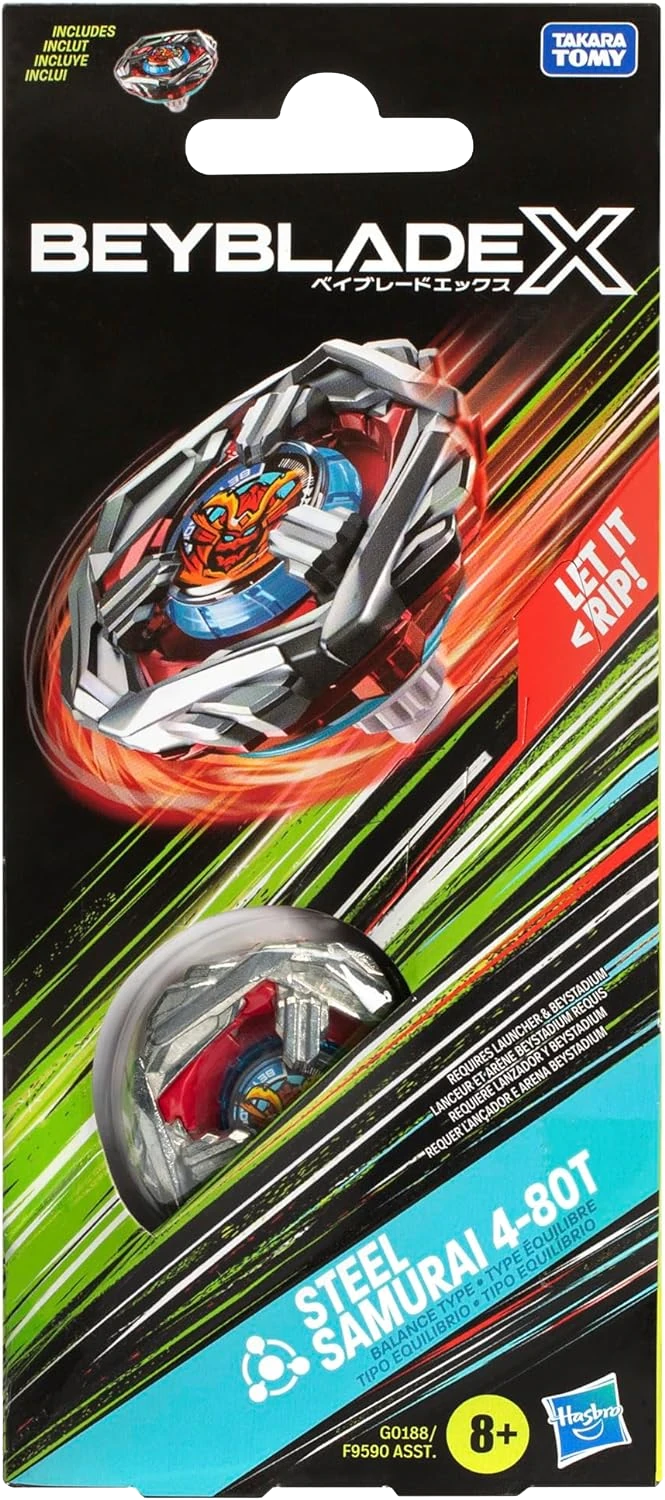 INCLUDES
INCLUT
INCLUYE
INCLUI
TAKARA
TOMY
BEYBLADE X
ベイブレードエックス
LET IT
RIP!
REQUIRES LAUNCHER & BEYSTADIUM
LANCEUR ET ARÈNE BEYSTADIUM REQUIS
REQUIERE LANZADOR Y BEYSTADIUM
REQUER LANÇADOR E ARENA BEYSTADIUM
STEEL
SAMURAI 4-80T
BALANCE TYPE • TYPE ÉQUILIBRE
TIPO EQUILIBRIO • TIPO EQUILÍBRIO
G0188/
F9590 ASST.
8+
Hasbro